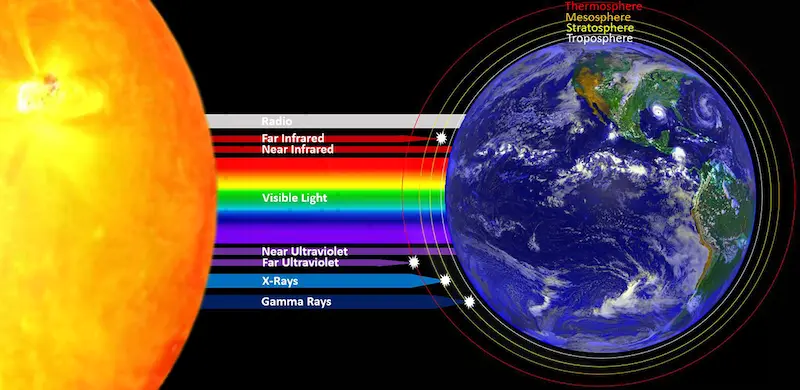 Thermosphere
Mesosphere
Stratosphere
Troposphere
Radio
Far Infrared
Near Infrared
Visible Light
Near Ultraviolet
Far Ultraviolet
X-Rays
Gamma Rays